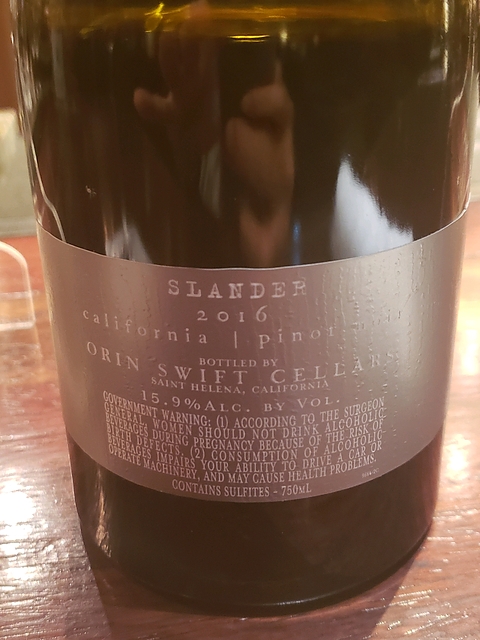 SLANDER
2016
california | pinot noir
BOTTLED BY
ORIN SWIFT CELLARS
SAINT HELENA, CALIFORNIA
15.9% ALC. BY VOL.
GOVERNMENT WARNING: (1) ACCORDING TO THE SURGEON
GENERAL, WOMEN SHOULD NOT DRINK ALCOHOLIC
BEVERAGES DURING PREGNANCY BECAUSE OF THE RISK OF
BIRTH DEFECTS. (2) CONSUMPTION OF ALCOHOLIC
BEVERAGES IMPAIRS YOUR ABILITY TO DRIVE A CAR OR
OPERATE MACHINERY, AND MAY CAUSE HEALTH PROBLEMS.
CONTAINS SULFITES - 750ML